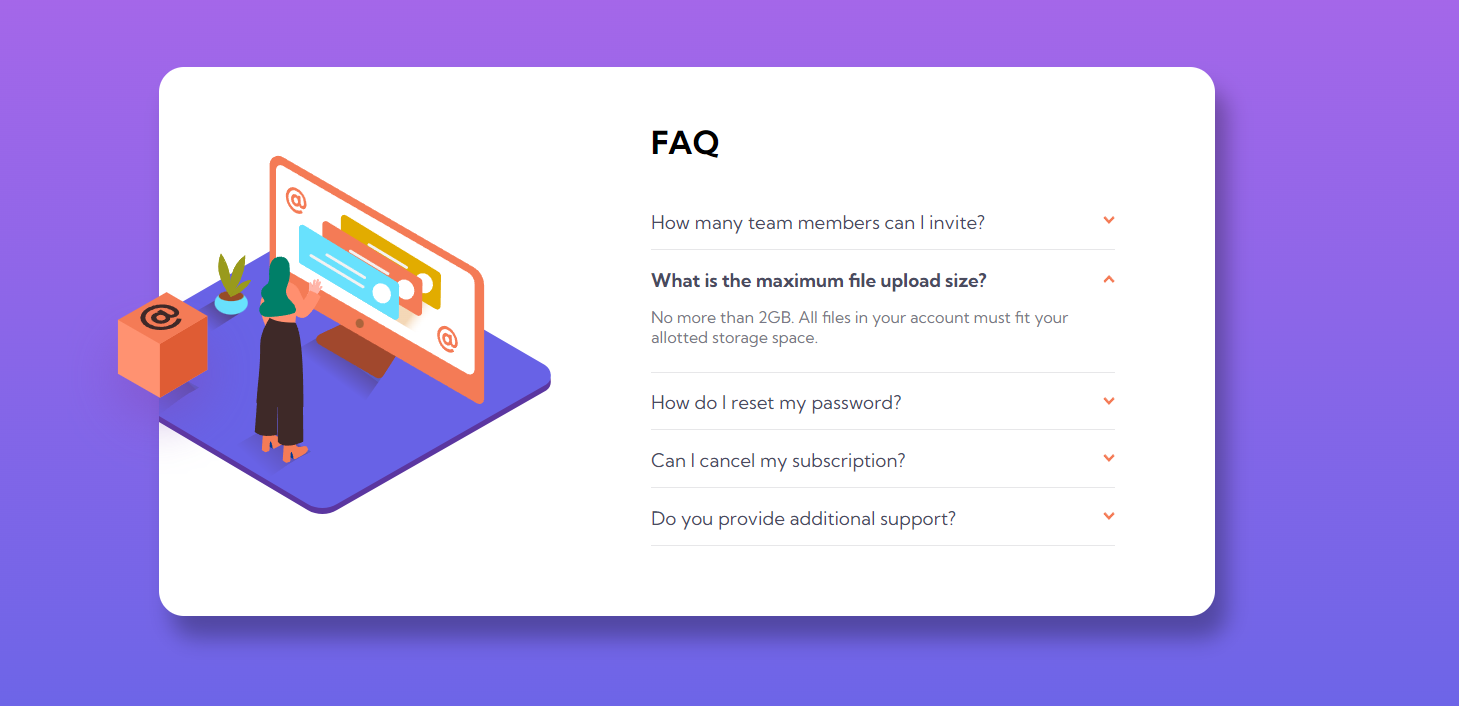 FAQ
How many team members can I invite?
What is the maximum file upload size?
No more than 2GB. All files in your account must fit your
allotted storage space.
How do I reset my password?
Can I cancel my subscription?
Do you provide additional support?
@
@
@